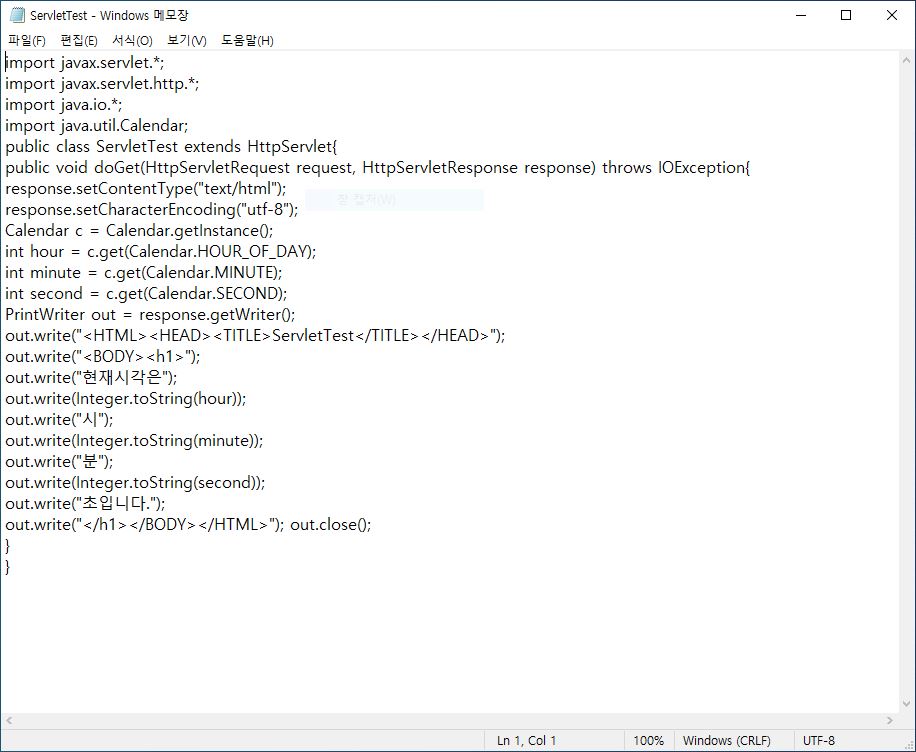 ServletTest - Windows 메모장
파일(F) 편집(E) 서식(O) 보기(V) 도움말(H)
import javax.servlet.*;
import javax.servlet.http.*;
import java.io.*;
import java.util.Calendar;
public class ServletTest extends HttpServlet{
public void doGet(HttpServletRequest request, HttpServletResponse response) throws IOException{
response.setContentType("text/html");
창 캡처(W)
response.setCharacterEncoding("utf-8");
Calendar c = Calendar.getInstance();
int hour = c.get(Calendar.HOUR_OF_DAY);
int minute = c.get(Calendar.MINUTE);
int second = c.get(Calendar.SECOND);
PrintWriter out = response.getWriter();
out.write("<HTML><HEAD><TITLE>ServletTest</TITLE></HEAD>");
out.write("<BODY><h1>");
out.write("현재시각은");
out.write(Integer.toString(hour));
out.write("시");
out.write(Integer.toString(minute));
out.write("분");
out.write(Integer.toString(second));
out.write("초입니다.");
out.write("</h1></BODY></HTML>"); out.close();
}
}
Ln 1, Col 1 100% Windows (CRLF) UTF-8